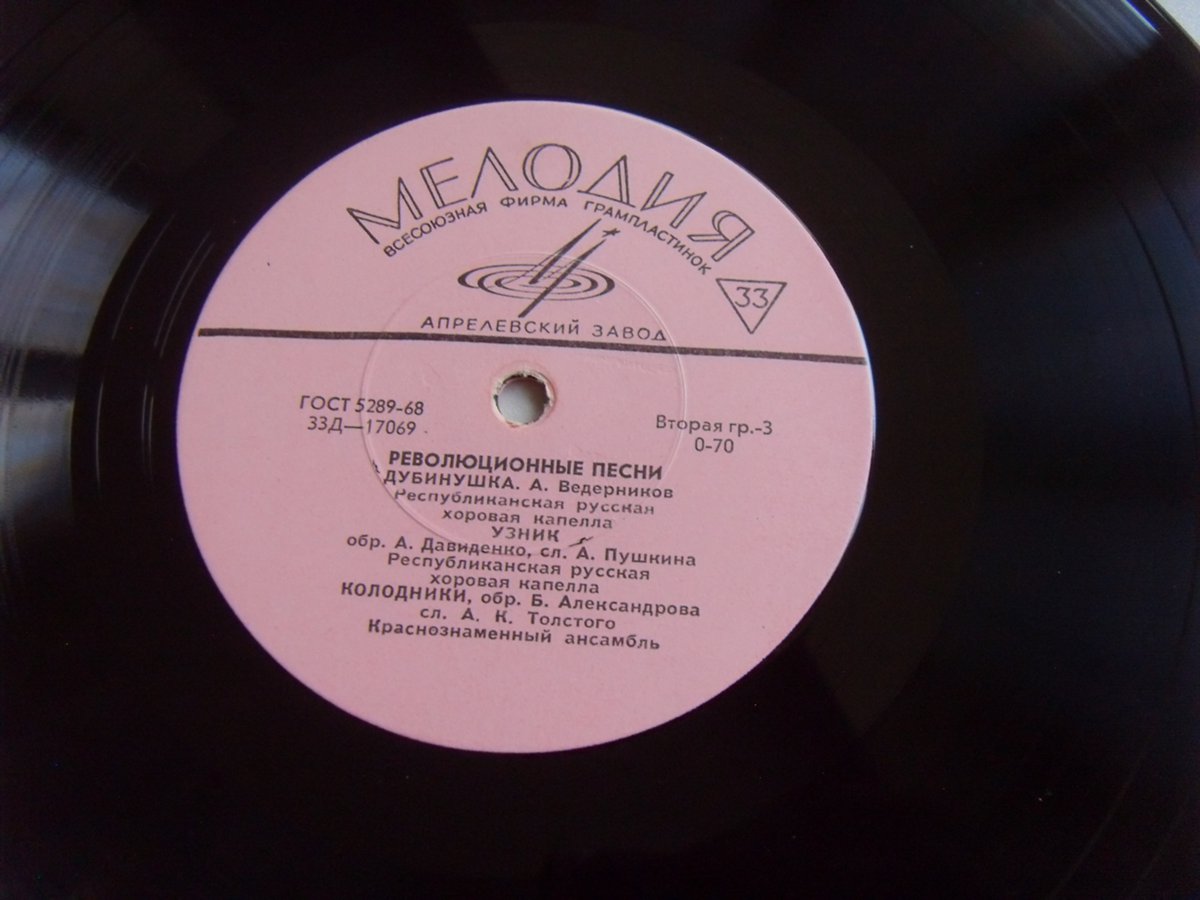 МЕЛОДИЯ
ВСЕСОЮЗНАЯ ФИРМА ГРАМПЛАСТИНОК
33
АПРЕЛЕВСКИЙ ЗАВОД
ГОСТ 5289-68
33Д—17069
Вторая гр.-3
0-70
РЕВОЛЮЦИОННЫЕ ПЕСНИ
ДУБИНУШКА. А. Ведерников
Республиканская русская
хоровая капелла
УЗНИК
обр. А. Давиденко, сл. А. Пушкина
Республиканская русская
хоровая капелла
КОЛОДНИКИ, обр. Б. Александрова
сл. А. К. Толстого
Краснознаменный ансамбль